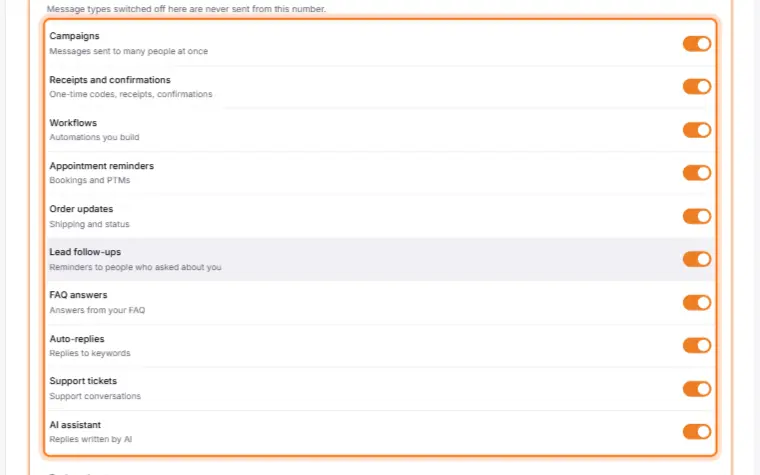 Message types switched off here are never sent from this number.
Campaigns
Messages sent to many people at once
Receipts and confirmations
One-time codes, receipts, confirmations
Workflows
Automations you build
Appointment reminders
Bookings and PTMs
Order updates
Shipping and status
Lead follow-ups
Reminders to people who asked about you
FAQ answers
Answers from your FAQ
Auto-replies
Replies to keywords
Support tickets
Support conversations
AI assistant
Replies written by AI